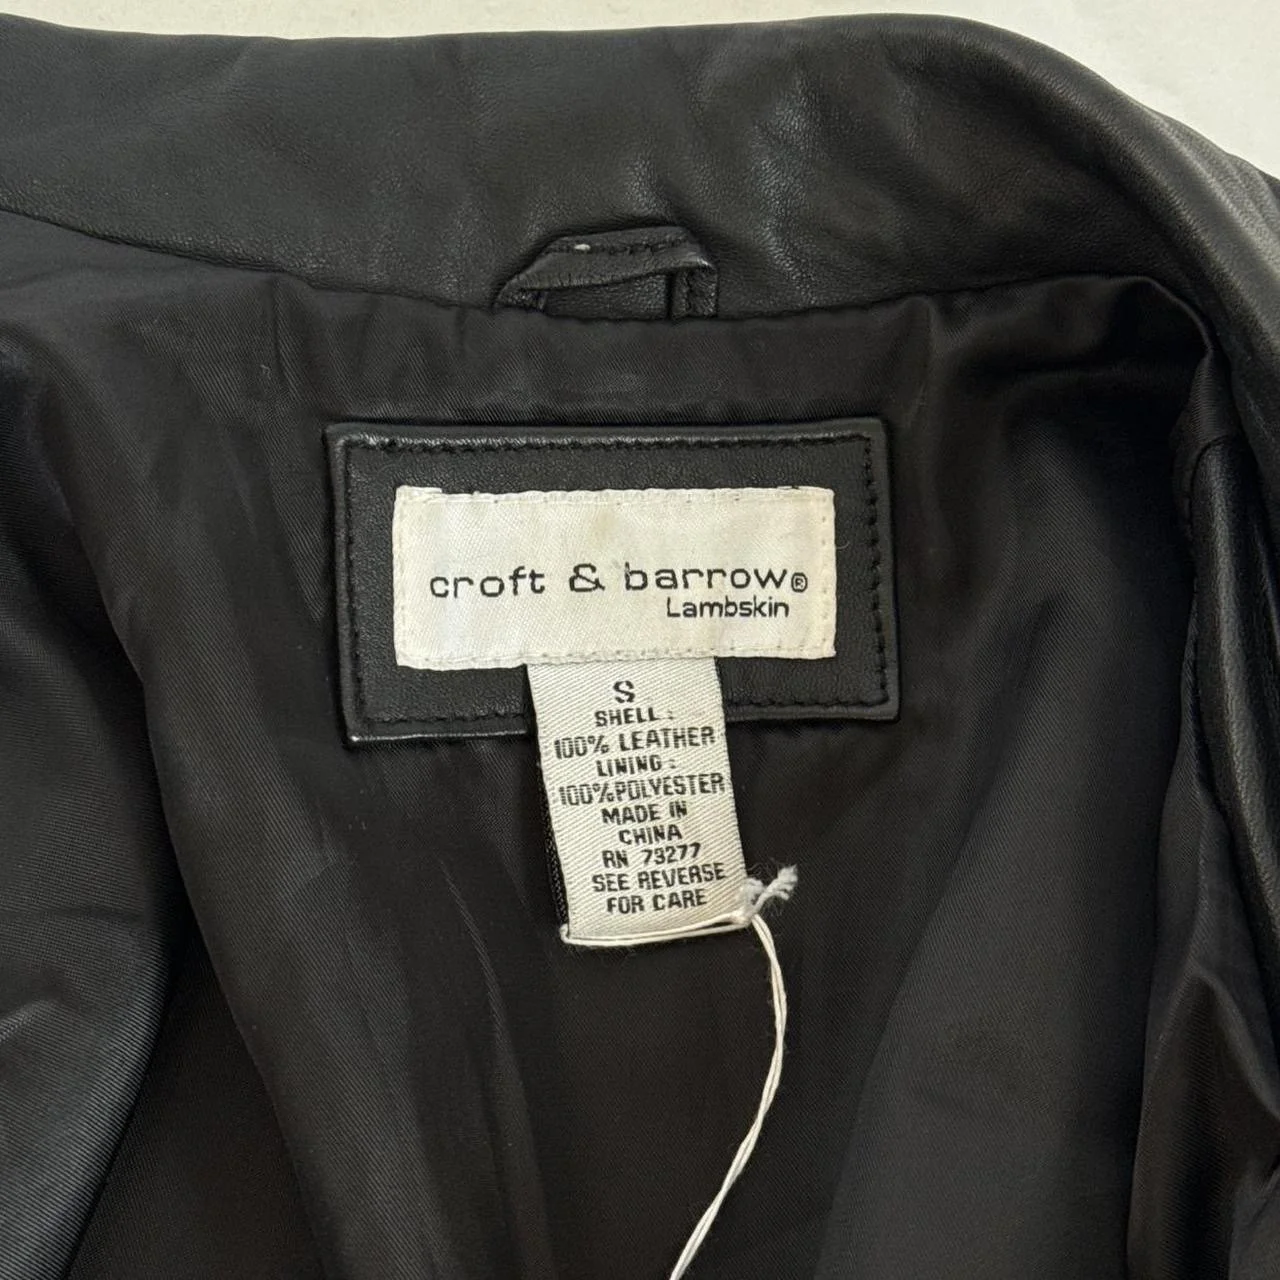 croft & barrow®
Lambskin
S
SHELL:
100% LEATHER
LINING:
100%POLYESTER
MADE IN
CHINA
RN 73277
SEE REVERSE
FOR CARE